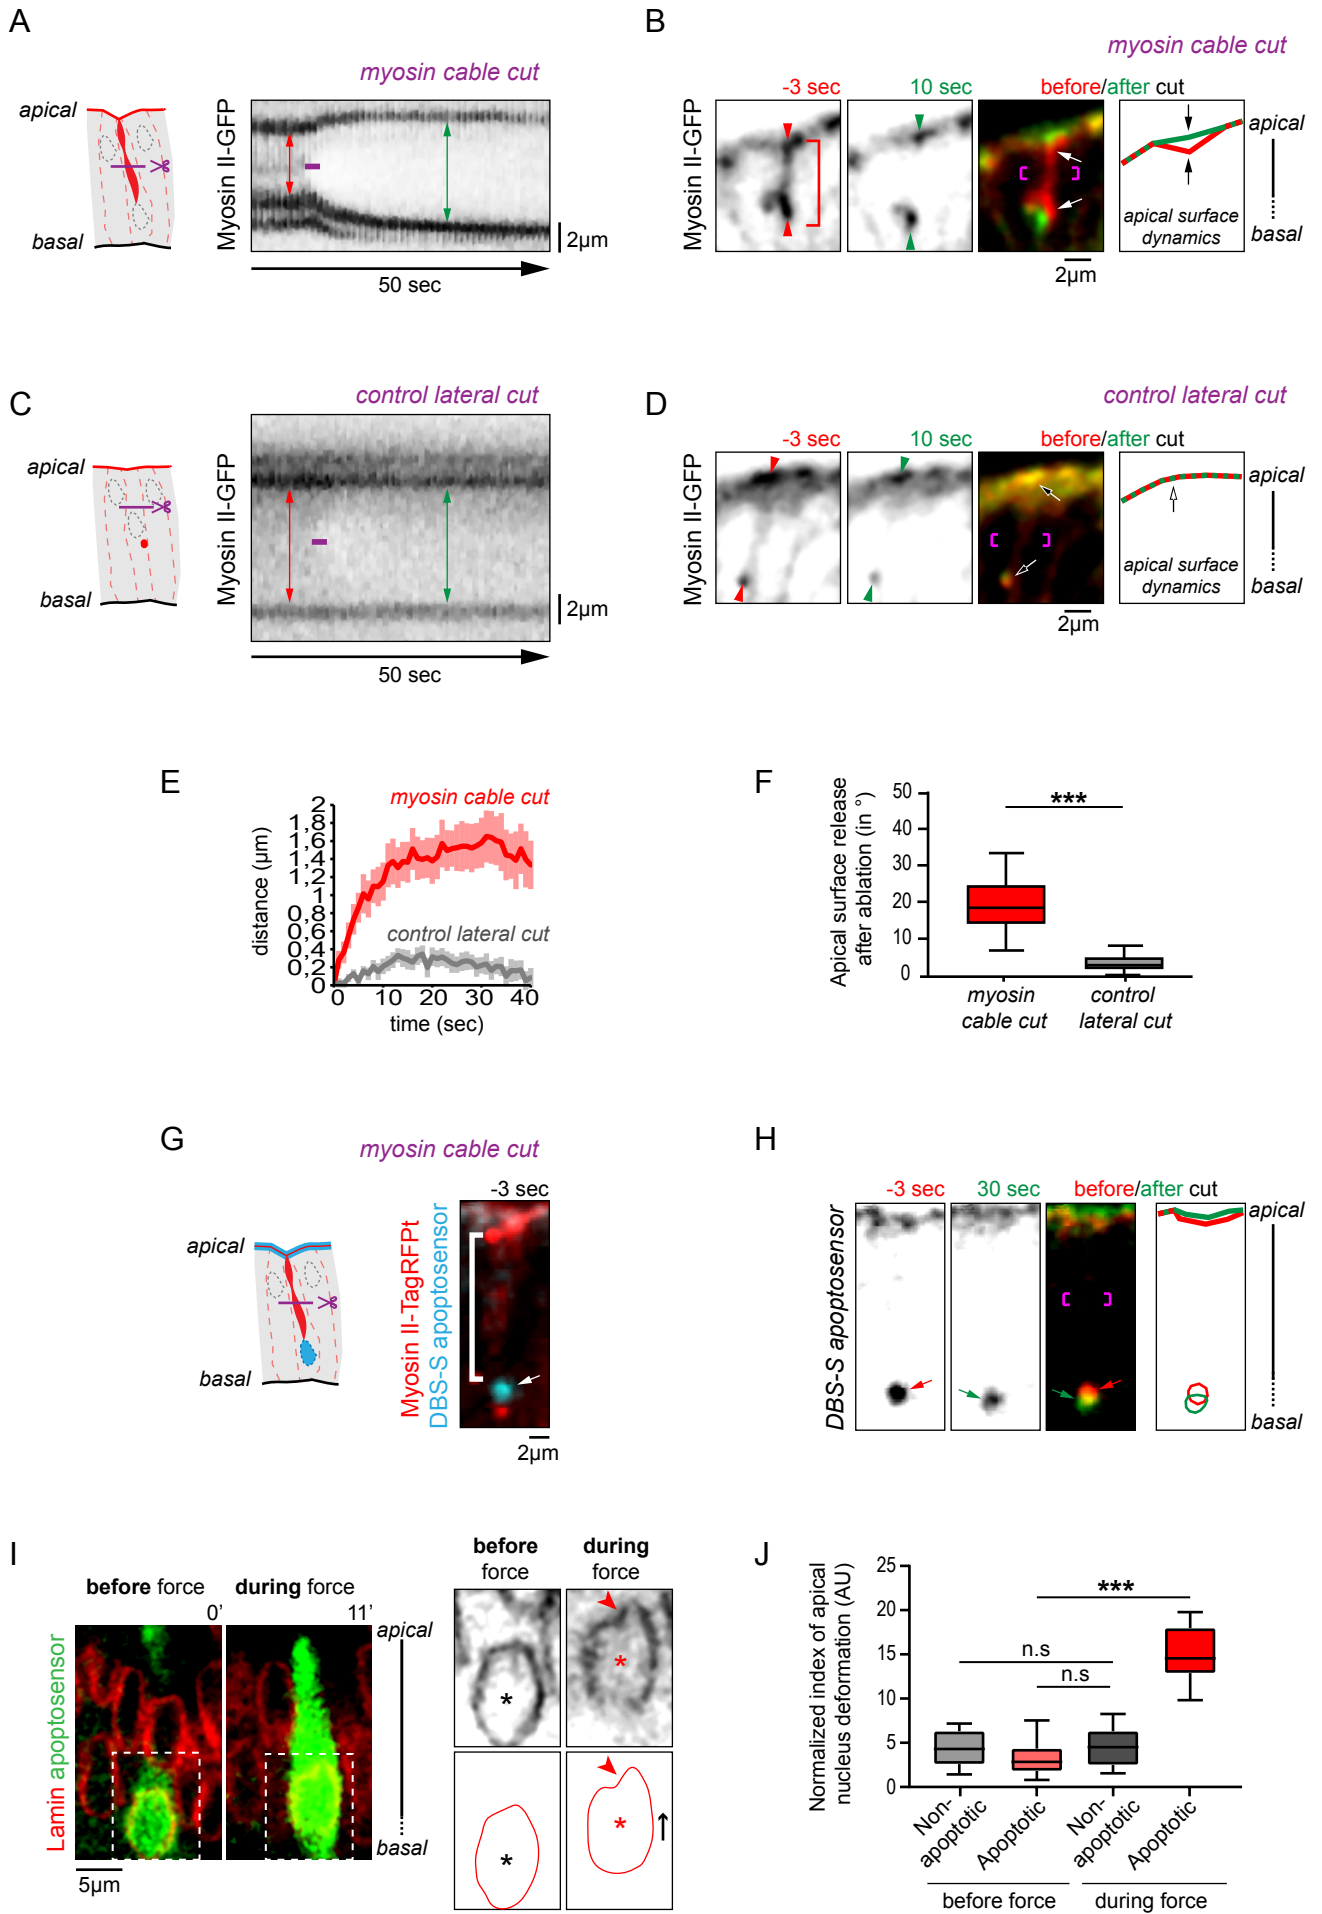 A
myosin cable cut
apical
basal
Myosin II-GFP
2µm
50 sec
B
myosin cable cut
-3 sec
10 sec
before/after cut
Myosin II-GFP
apical
apical surface
dynamics
basal
2µm
C
control lateral cut
apical
basal
Myosin II-GFP
2µm
50 sec
D
control lateral cut
-3 sec
10 sec
before/after cut
Myosin II-GFP
apical
apical surface
dynamics
basal
2µm
E
distance (µm)
2
1,8
1,6
1,4
1,2
1
0,8
0,6
0,4
0,2
0
0 10 20 30 40
time (sec)
myosin cable cut
control lateral cut
F
Apical surface release
after ablation (in °)
50
40
30
20
10
0
***
myosin
cable cut
control
lateral cut
G
myosin cable cut
-3 sec
apical
basal
Myosin II-TagRFPt
DBS-S apoptosensor
2µm
H
-3 sec
30 sec
before/after cut
DBS-S apoptosensor
apical
basal
I
before force
during force
0’
11’
Lamin apoptosensor
apical
basal
5µm
before
force
during
force
*
*
*
*
J
Normalized index of apical
nucleus deformation (AU)
25
20
15
10
5
0
***
n.s
n.s
Non-
apoptotic
Apoptotic
Non-
apoptotic
Apoptotic
before force
during force